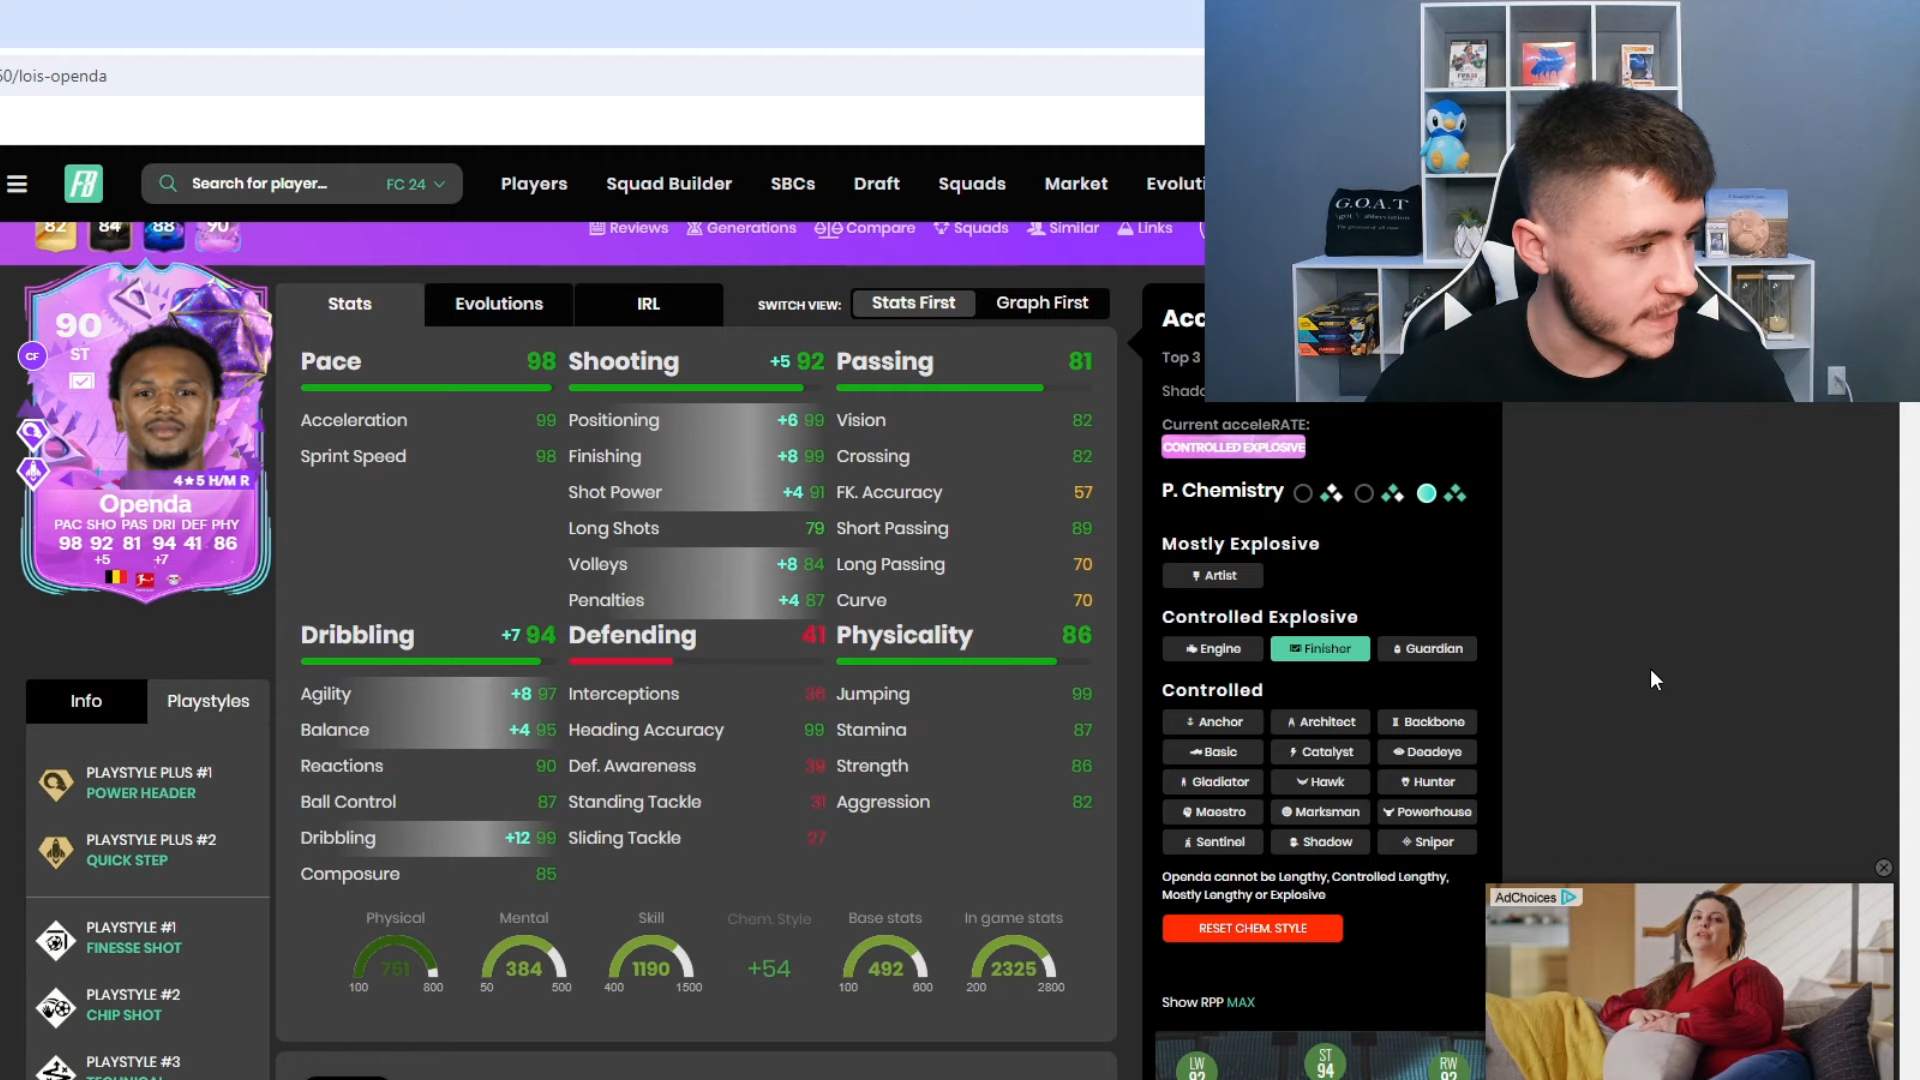 60/lois-openda
FB
Search for player...
FC 24
Players
Squad Builder
SBCs
Draft
Squads
Market
Evoluti
82
84
88
90
Reviews
Generations
Compare
Squads
Similar
Links
90
ST
CF
4★5 H/M R
Openda
PAC SHO PAS DRI DEF PHY
98 92 81 94 41 86
+5 +7
Info
Playstyles
PLAYSTYLE PLUS #1
POWER HEADER
PLAYSTYLE PLUS #2
QUICK STEP
PLAYSTYLE #1
FINESSE SHOT
PLAYSTYLE #2
CHIP SHOT
PLAYSTYLE #3
TECHNICAL
Stats
Evolutions
IRL
SWITCH VIEW:
Stats First
Graph First
Pace 98
Acceleration 99
Sprint Speed 98
Shooting +5 92
Positioning +6 99
Finishing +8 99
Shot Power +4 91
Long Shots 79
Volleys +8 84
Penalties +4 87
Passing 81
Vision 82
Crossing 82
FK. Accuracy 57
Short Passing 89
Long Passing 70
Curve 70
Dribbling +7 94
Agility +8 97
Balance +4 95
Reactions 90
Ball Control 87
Dribbling +12 99
Composure 85
Defending 41
Interceptions 36
Heading Accuracy 99
Def. Awareness 39
Standing Tackle 31
Sliding Tackle 27
Physicality 86
Jumping 99
Stamina 87
Strength 86
Aggression 82
Physical
751
100 800
Mental
384
50 500
Skill
1190
400 1500
Chem. Style
+54
Base stats
492
100 600
In game stats
2325
200 2800
Acc
Top 3
Shado
Current acceleRATE:
CONTROLLED EXPLOSIVE
P. Chemistry
Mostly Explosive
Artist
Controlled Explosive
Engine
Finisher
Guardian
Controlled
Anchor
Architect
Backbone
Basic
Catalyst
Deadeye
Gladiator
Hawk
Hunter
Maestro
Marksman
Powerhouse
Sentinel
Shadow
Sniper
Openda cannot be Lengthy, Controlled Lengthy,
Mostly Lengthy or Explosive
RESET CHEM. STYLE
Show RPP MAX
LW
92
ST
94
RW
92
AdChoices
G.O.A.T